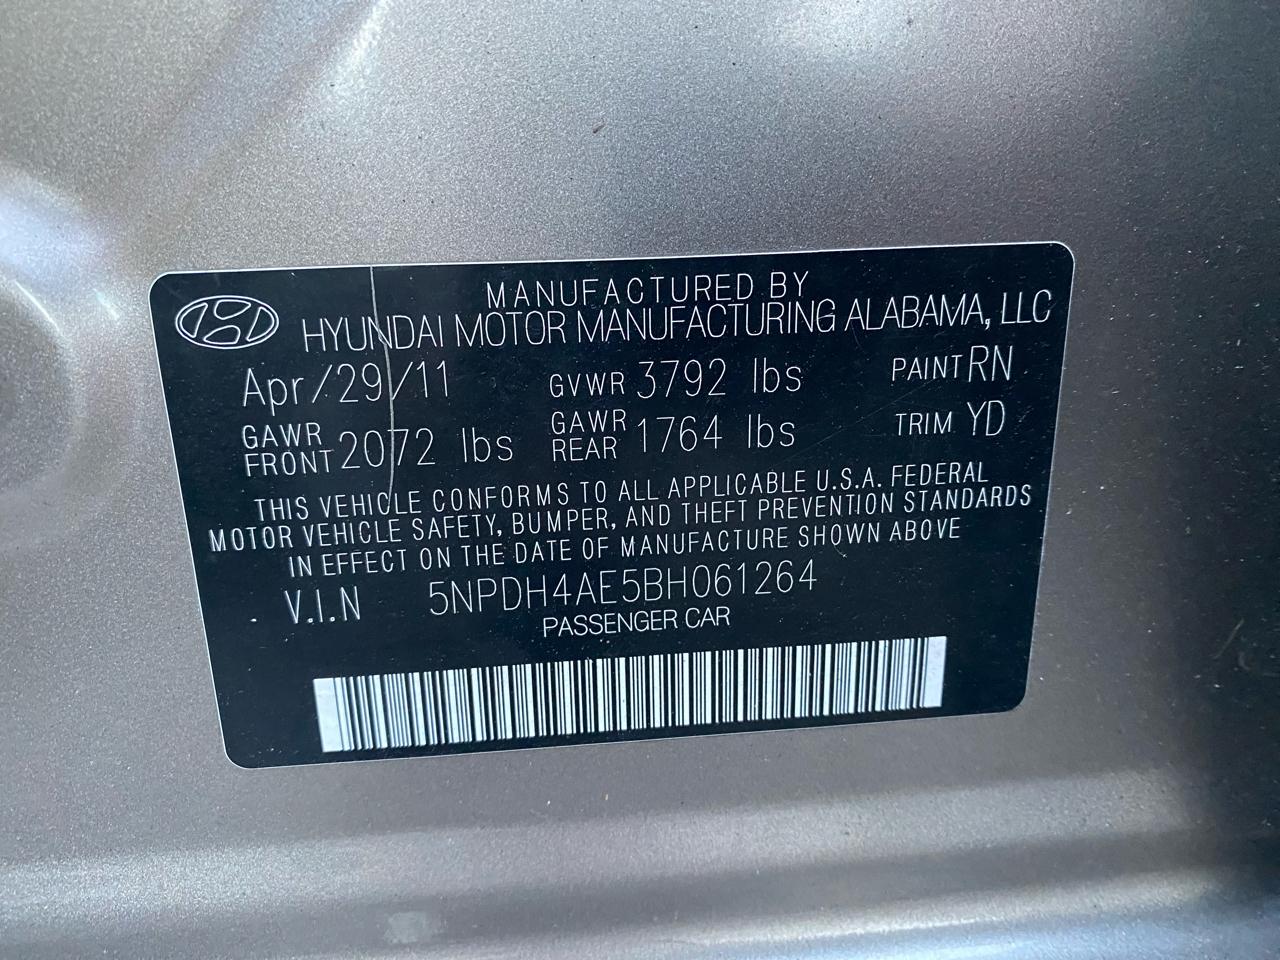 MANUFACTURED BY
HYUNDAI MOTOR MANUFACTURING ALABAMA, LLC
Apr/29/11 GVWR 3792 lbs PAINT RN
GAWR FRONT 2072 lbs GAWR REAR 1764 lbs TRIM YD
THIS VEHICLE CONFORMS TO ALL APPLICABLE U.S.A. FEDERAL
MOTOR VEHICLE SAFETY, BUMPER, AND THEFT PREVENTION STANDARDS
IN EFFECT ON THE DATE OF MANUFACTURE SHOWN ABOVE
V.I.N 5NPDH4AE5BH061264
PASSENGER CAR